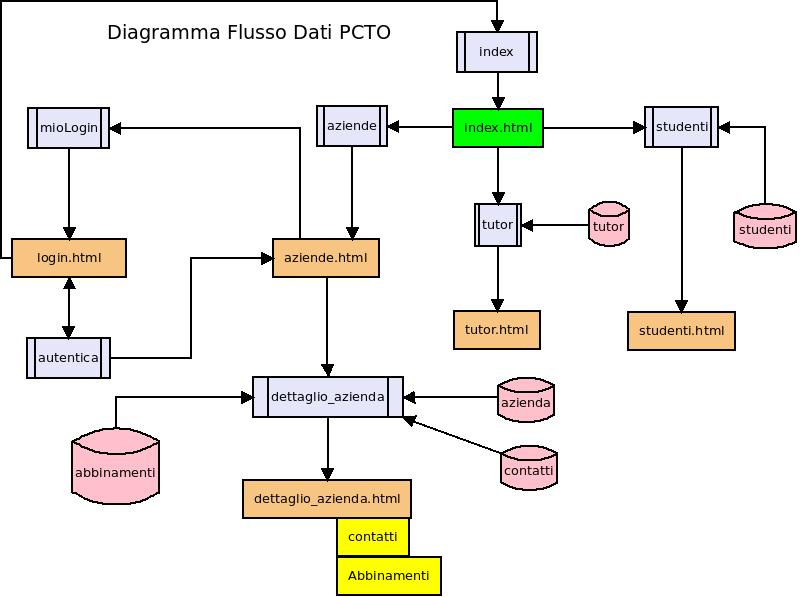 Diagramma Flusso Dati PCTO
index
mioLogin
aziende
index.html
studenti
tutor
tutor
studenti
login.html
aziende.html
tutor.html
studenti.html
autentica
dettaglio_azienda
azienda
abbinamenti
contatti
dettaglio_azienda.html
contatti
Abbinamenti